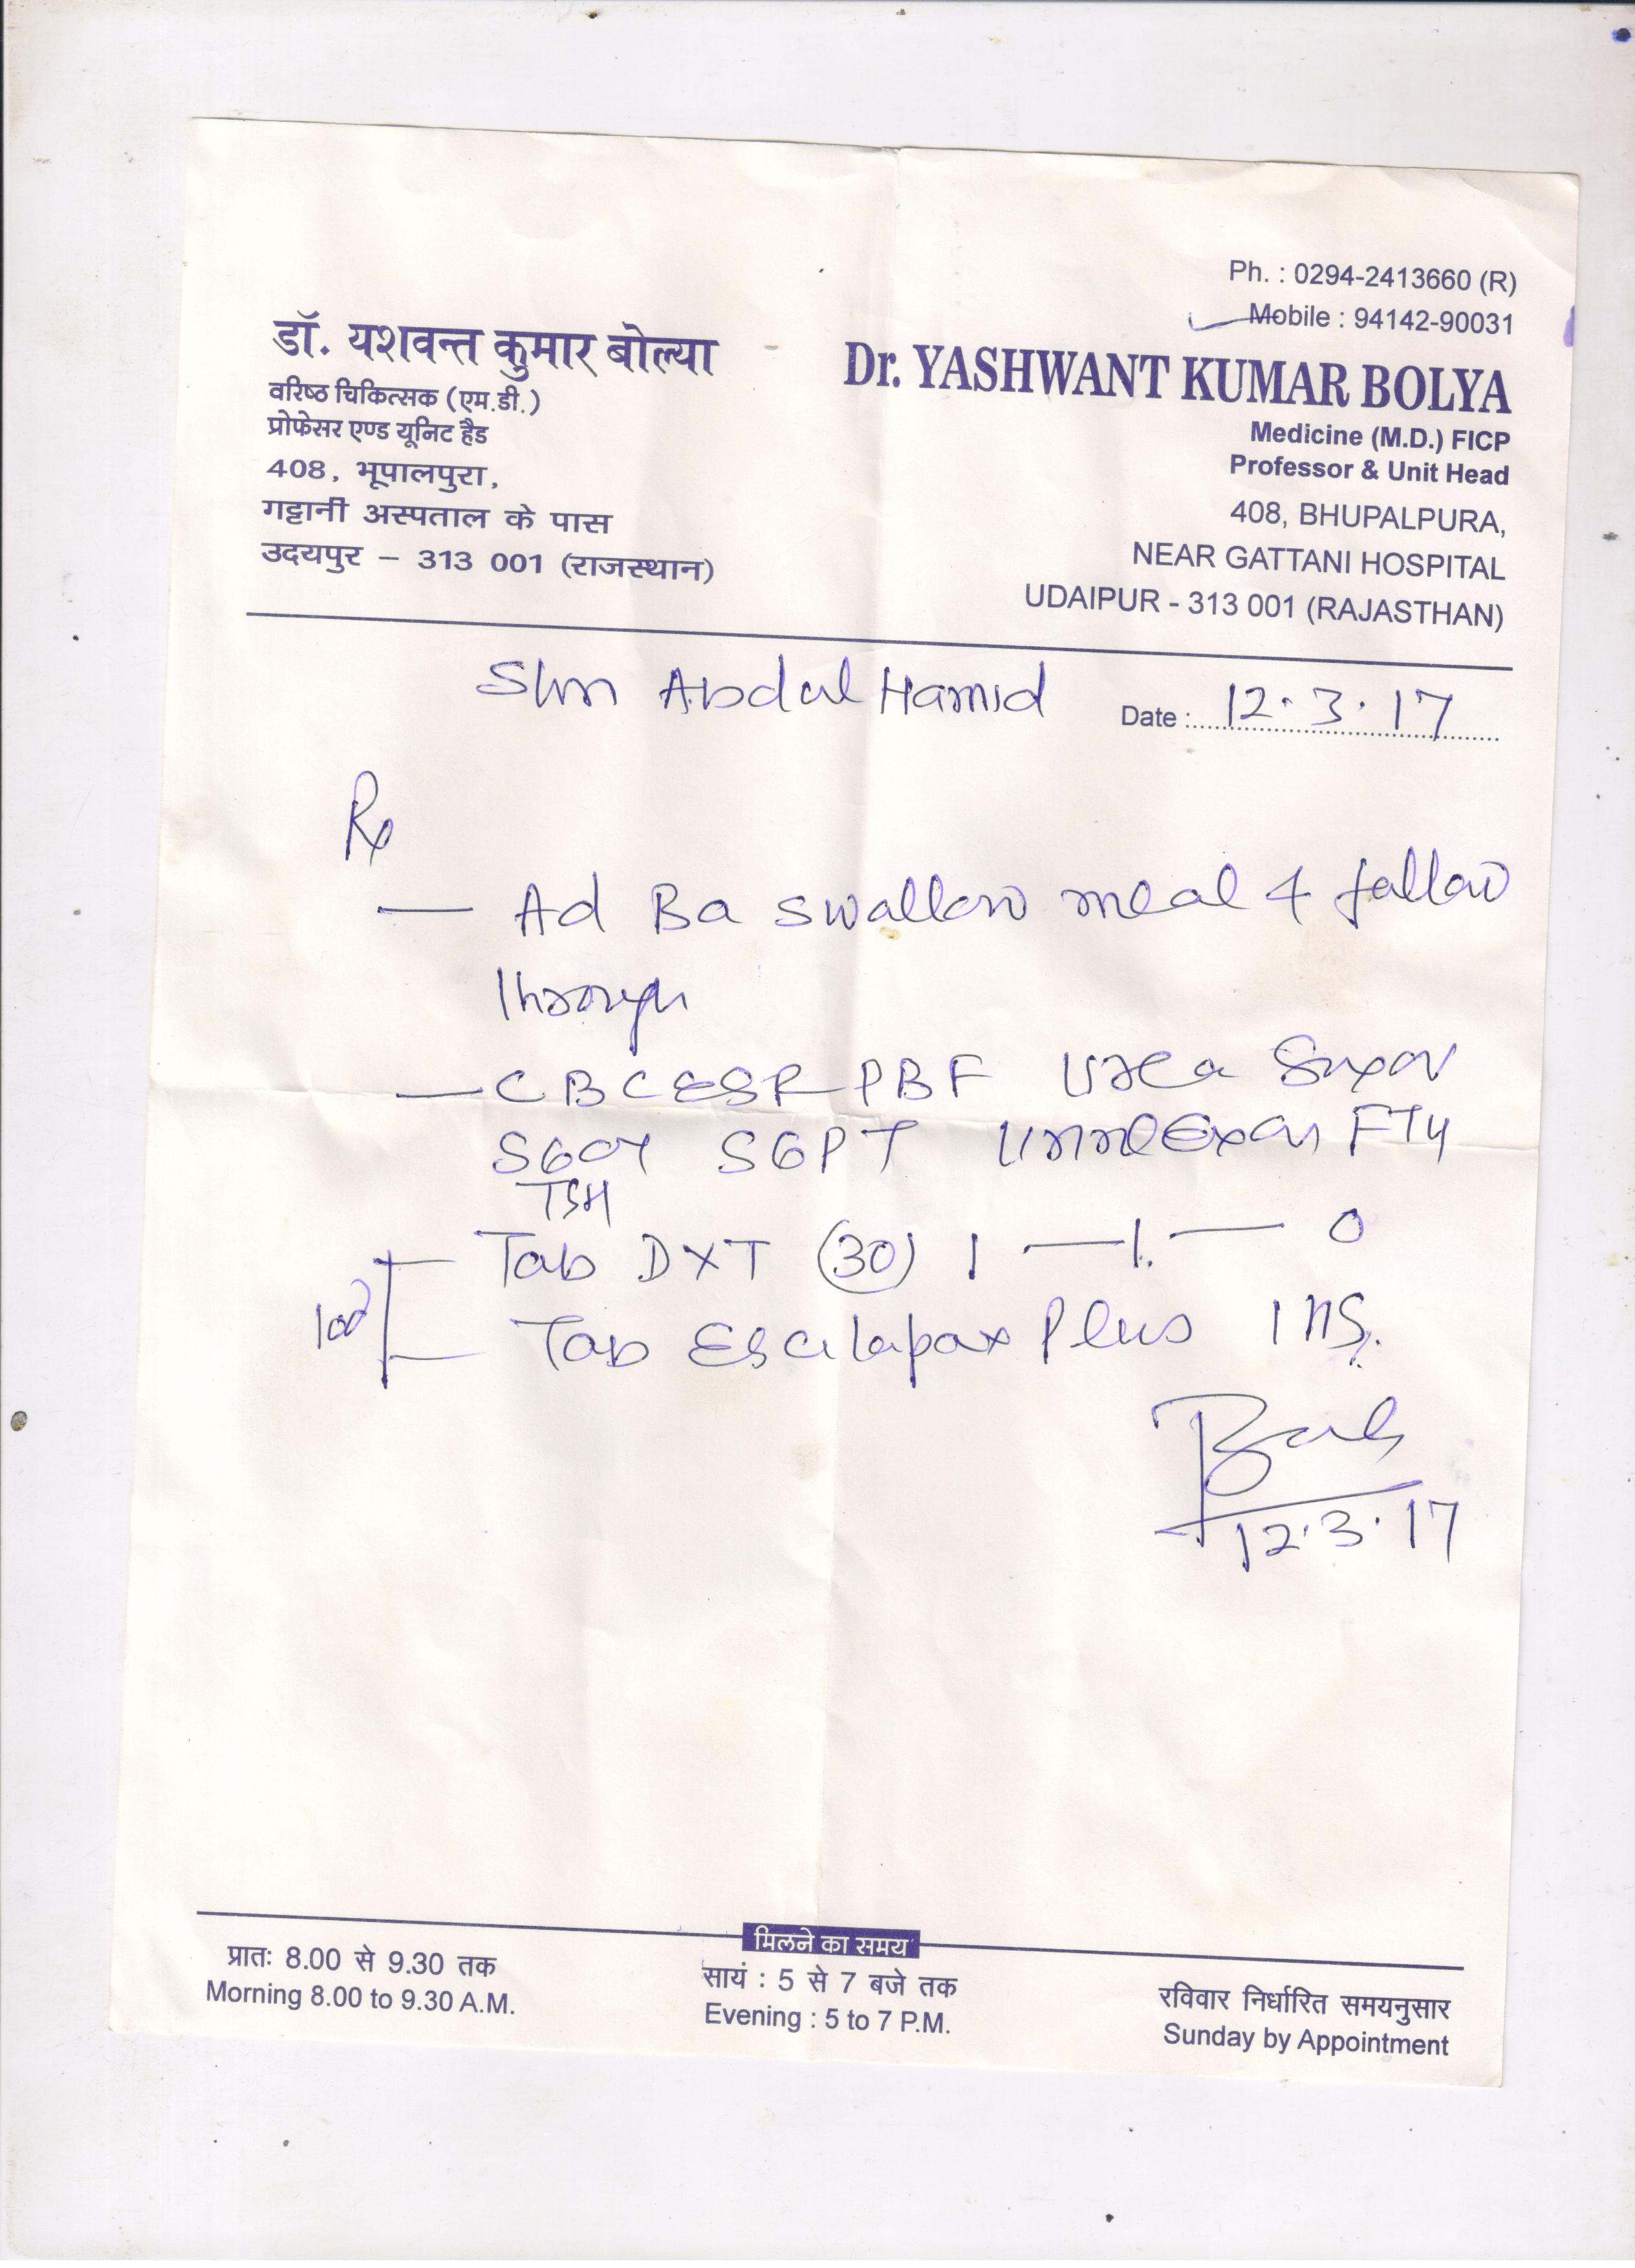 Ph. : 0294-2413660 (R)
Mobile : 94142-90031
डॉ. यशवन्त कुमार बोल्या
वरिष्ठ चिकित्सक (एम.डी.)
प्रोफेसर एण्ड यूनिट हैड
408, भूपालपुरा,
गट्टानी अस्पताल के पास
उदयपुर – 313 001 (राजस्थान)
Dr. YASHWANT KUMAR BOLYA
Medicine (M.D.) FICP
Professor & Unit Head
408, BHUPALPURA,
NEAR GATTANI HOSPITAL
UDAIPUR - 313 001 (RAJASTHAN)
Shri Abdul Hamid
Date : 12.3.17
Rx
— Ad Ba swallow meal & follow
through
— CBC ESR PBF Urea Sugar
SGOT SGPT Urine Exam FT4
TSH
Tab DXT (30) 1 — 1 — 0
Tab Escilapax Plus 1
12.3.17
मिलने का समय
प्रातः 8.00 से 9.30 तक
Morning 8.00 to 9.30 A.M.
सायं : 5 से 7 बजे तक
Evening : 5 to 7 P.M.
रविवार निर्धारित समयनुसार
Sunday by Appointment